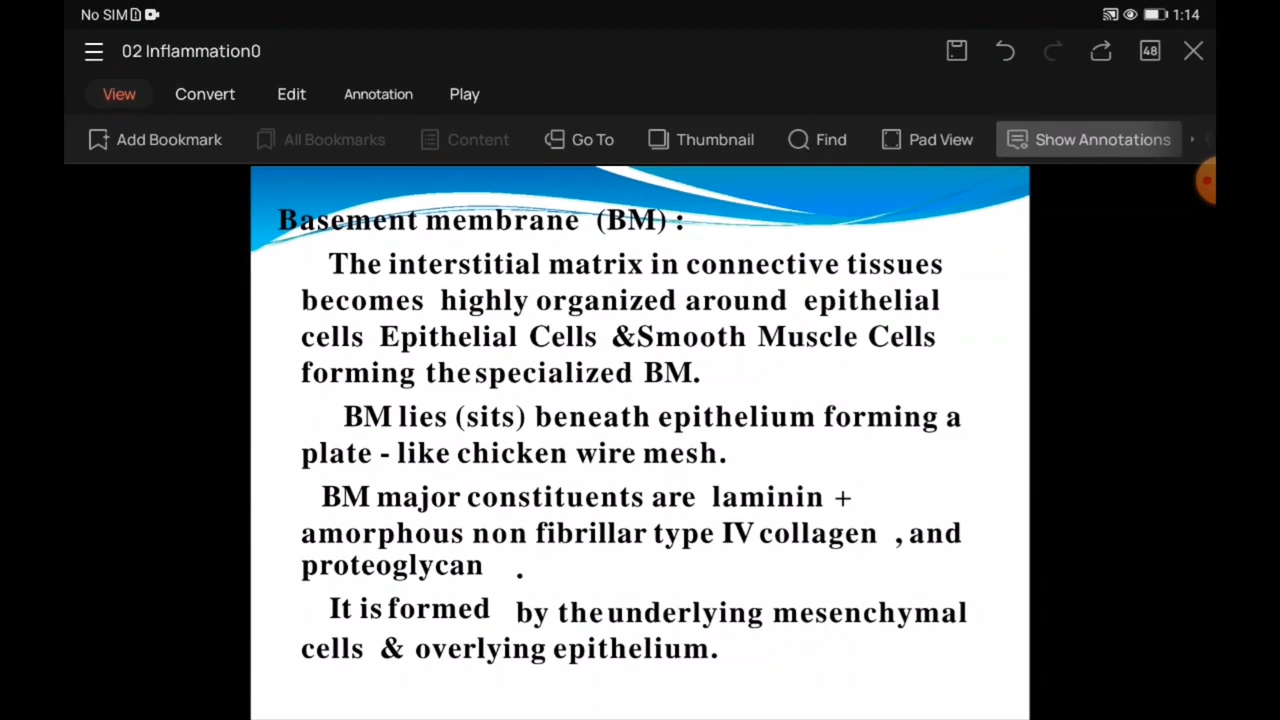 No SIM 1:14
02 Inflammation0 48
View Convert Edit Annotation Play
Add Bookmark All Bookmarks Content Go To Thumbnail Find Pad View Show Annotations
Basement membrane (BM) :
The interstitial matrix in connective tissues
becomes highly organized around epithelial
cells Epithelial Cells &Smooth Muscle Cells
forming the specialized BM.
BM lies (sits) beneath epithelium forming a
plate - like chicken wire mesh.
BM major constituents are laminin +
amorphous non fibrillar type IV collagen , and
proteoglycan .
It is formed by the underlying mesenchymal
cells & overlying epithelium.